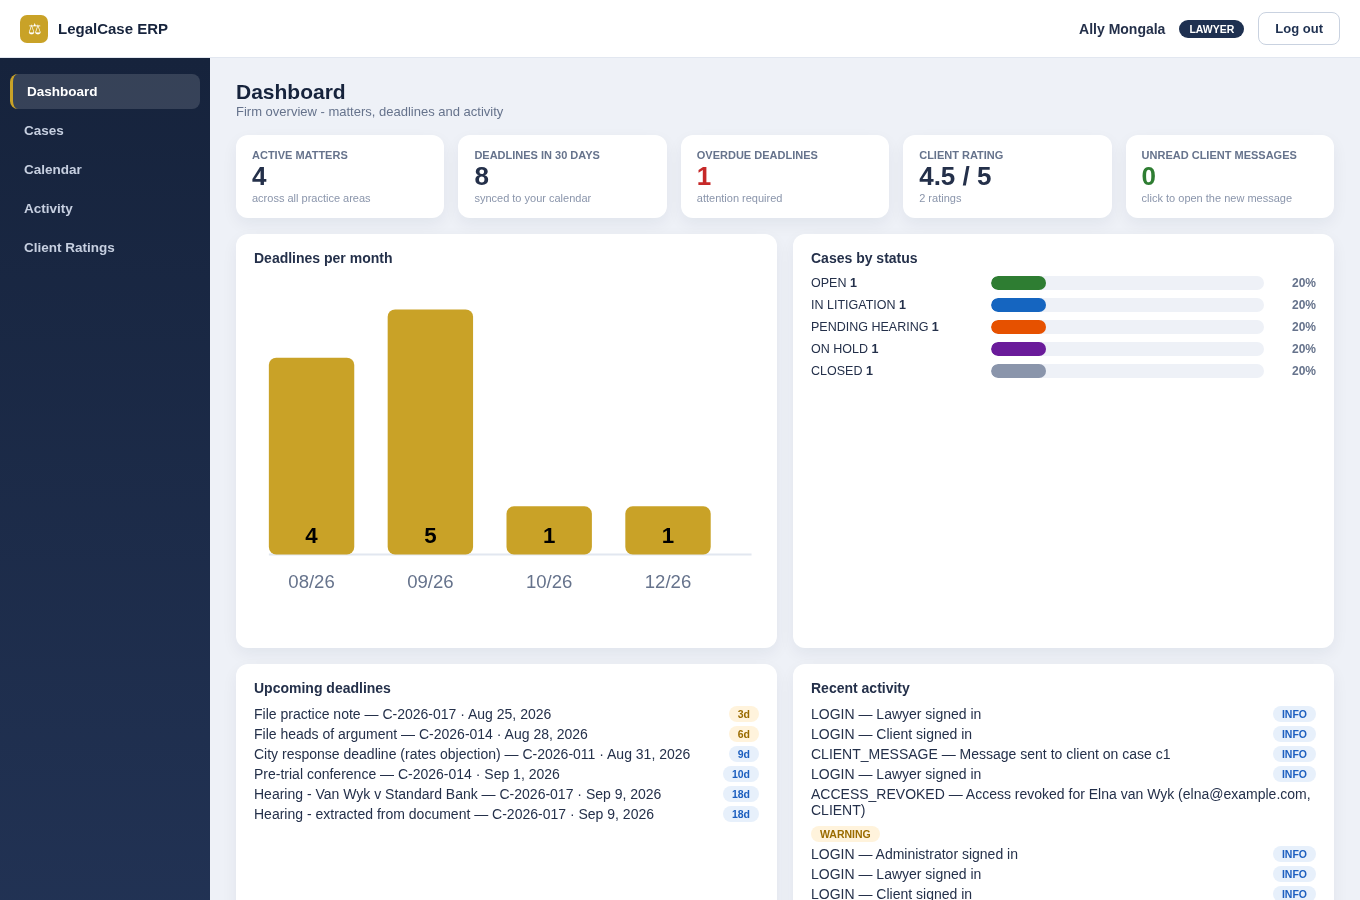 LegalCase ERP
Ally Mongala
LAWYER
Log out
Dashboard
Cases
Calendar
Activity
Client Ratings
Dashboard
Firm overview - matters, deadlines and activity
ACTIVE MATTERS
4
across all practice areas
DEADLINES IN 30 DAYS
8
synced to your calendar
OVERDUE DEADLINES
1
attention required
CLIENT RATING
4.5 / 5
2 ratings
UNREAD CLIENT MESSAGES
0
click to open the new message
Deadlines per month
4 5 1 1
08/26 09/26 10/26 12/26
Cases by status
OPEN 1 20%
IN LITIGATION 1 20%
PENDING HEARING 1 20%
ON HOLD 1 20%
CLOSED 1 20%
Upcoming deadlines
File practice note — C-2026-017 · Aug 25, 2026 3d
File heads of argument — C-2026-014 · Aug 28, 2026 6d
City response deadline (rates objection) — C-2026-011 · Aug 31, 2026 9d
Pre-trial conference — C-2026-014 · Sep 1, 2026 10d
Hearing - Van Wyk v Standard Bank — C-2026-017 · Sep 9, 2026 18d
Hearing - extracted from document — C-2026-017 · Sep 9, 2026 18d
Recent activity
LOGIN — Lawyer signed in INFO
LOGIN — Client signed in INFO
CLIENT_MESSAGE — Message sent to client on case c1 INFO
LOGIN — Lawyer signed in INFO
ACCESS_REVOKED — Access revoked for Elna van Wyk (elna@example.com,
CLIENT)
WARNING
LOGIN — Administrator signed in INFO
LOGIN — Lawyer signed in INFO
LOGIN — Client signed in INFO